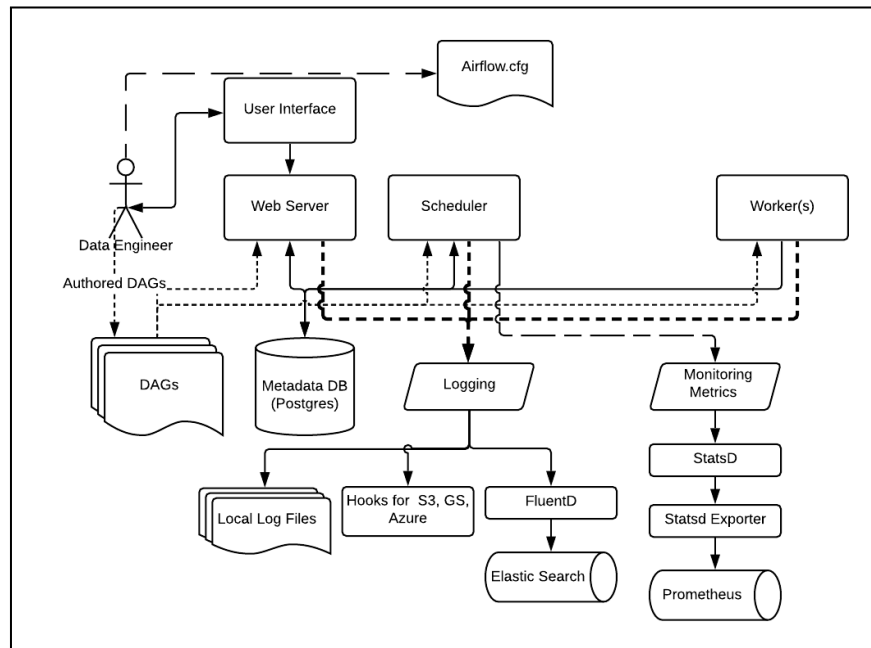 Airflow.cfg
User Interface
Web Server
Scheduler
Worker(s)
Data Engineer
Authored DAGs
DAGs
Metadata DB
(Postgres)
Logging
Monitoring
Metrics
StatsD
Local Log Files
Hooks for S3, GS,
Azure
FluentD
Statsd Exporter
Elastic Search
Prometheus